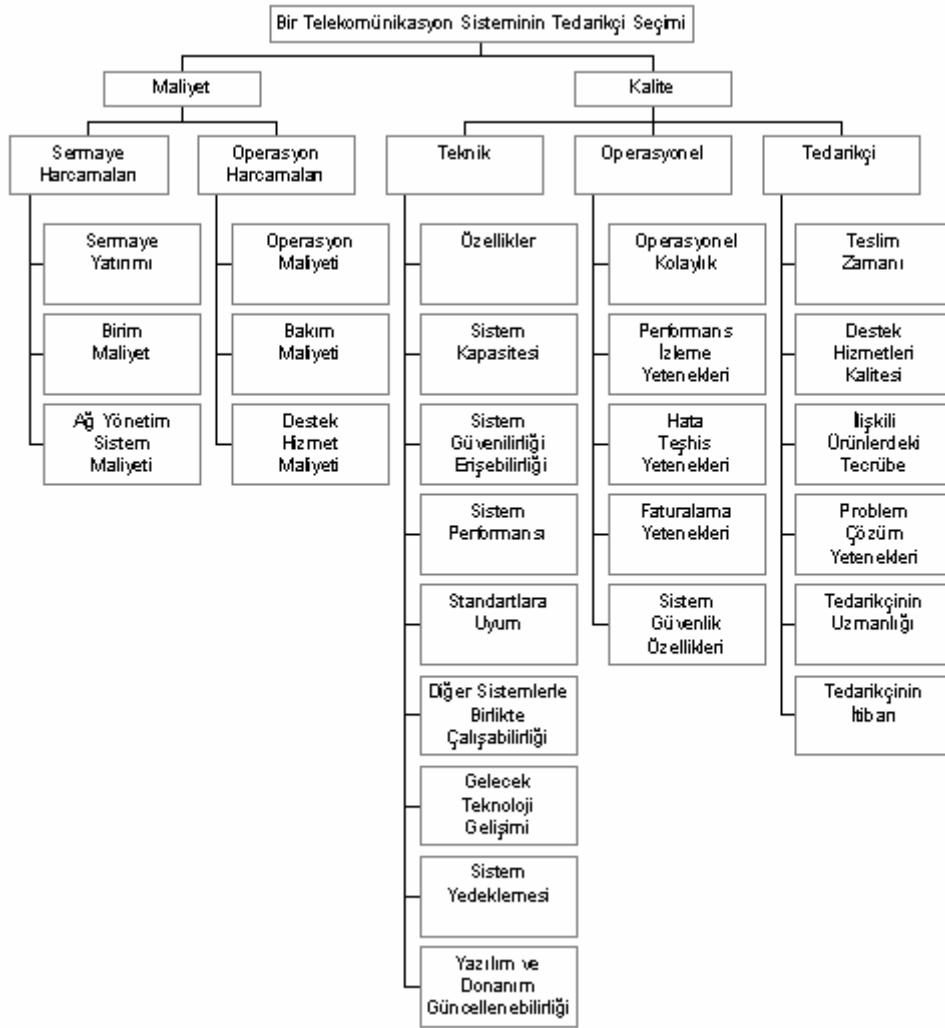 Bir Telekomünikasyon Sisteminin Tedarikçi Seçimi
Maliyet
Kalite
Sermaye
Harcamaları
Operasyon
Harcamaları
Teknik
Operasyonel
Tedarikçi
Sermaye
Yatırımı
Birim
Maliyet
Ağ Yönetim
Sistem
Maliyeti
Operasyon
Maliyeti
Bakım
Maliyeti
Destek
Hizmet
Maliyeti
Özellikler
Sistem
Kapasitesi
Sistem
Güvenilirliği
Erişebilirliği
Sistem
Performansı
Standartlara
Uyum
Diğer Sistemlerle
Birlikte
Çalışabilirliği
Gelecek
Teknoloji
Gelişimi
Sistem
Yedeklemesi
Yazılım ve
Donanım
Güncellenebilirliği
Operasyonel
Kolaylık
Performans
İzleme
Yetenekleri
Hata
Teşhis
Yetenekleri
Faturalama
Yetenekleri
Sistem
Güvenlik
Özellikleri
Teslim
Zamanı
Destek
Hizmetleri
Kalitesi
İlişkili
Ürünlerdeki
Tecrübe
Problem
Çözüm
Yetenekleri
Tedarikçinin
Uzmanlığı
Tedarikçinin
İtibarı